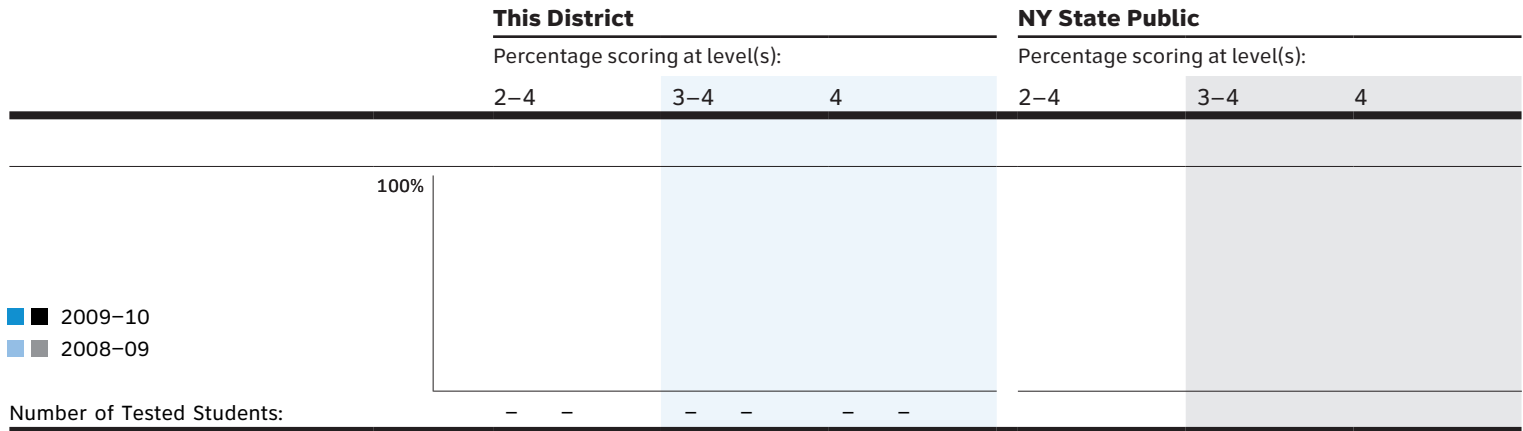 This District NY State Public
Percentage scoring at level(s): Percentage scoring at level(s):
2–4 3–4 4 2–4 3–4 4
100%
2009–10
2008–09
Number of Tested Students: – – – – – –